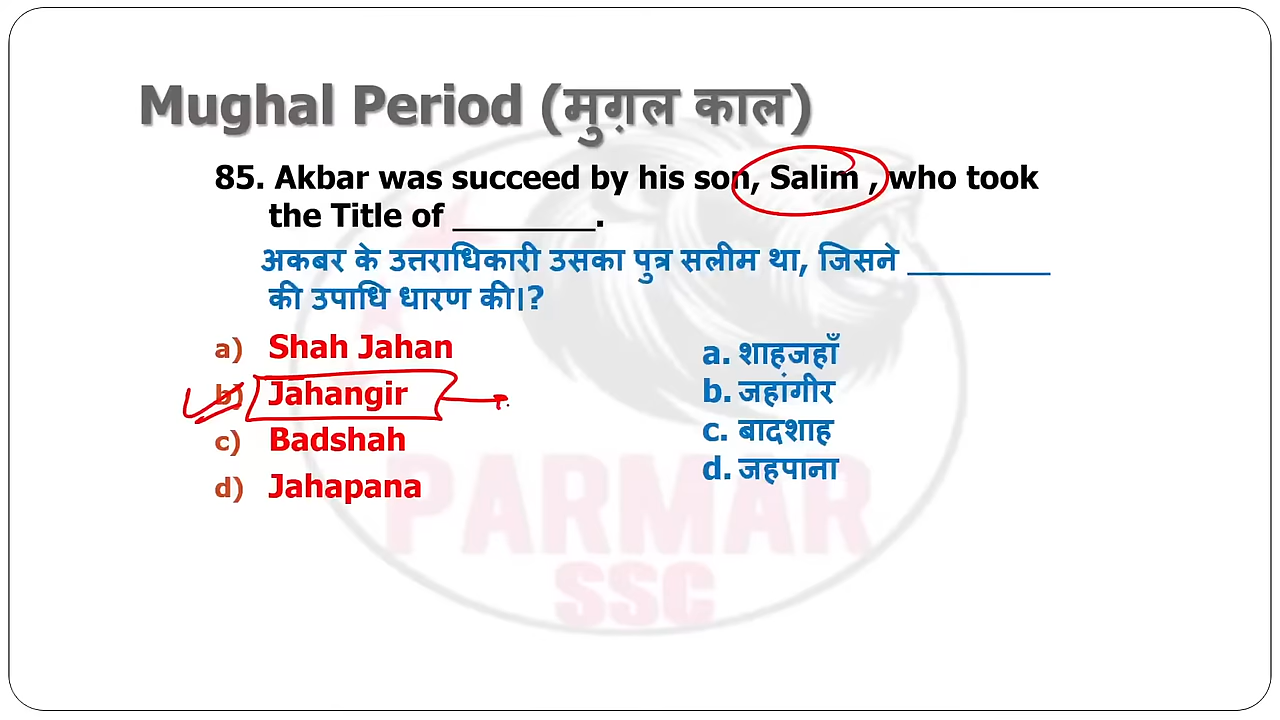 Mughal Period (मुग़ल काल)
85. Akbar was succeed by his son, Salim , who took
the Title of ________.
अकबर के उत्तराधिकारी उसका पुत्र सलीम था, जिसने ________
की उपाधि धारण की।?
a) Shah Jahan
b) Jahangir
c) Badshah
d) Jahapana
a. शाहजहाँ
b. जहांगीर
c. बादशाह
d. जहपाना
PARMAR
SSC